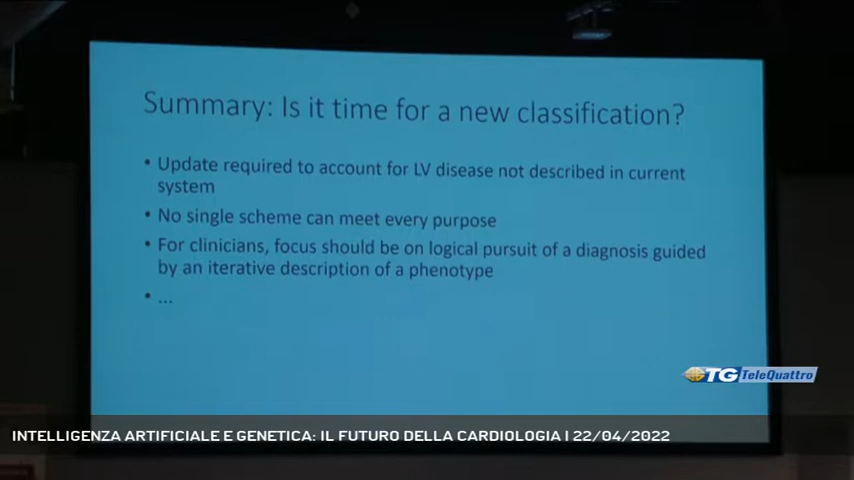 Summary: Is it time for a new classification?
• Update required to account for LV disease not described in current
system
• No single scheme can meet every purpose
• For clinicians, focus should be on logical pursuit of a diagnosis guided
by an iterative description of a phenotype
• ...
TG TeleQuattro
INTELLIGENZA ARTIFICIALE E GENETICA: IL FUTURO DELLA CARDIOLOGIA | 22/04/2022